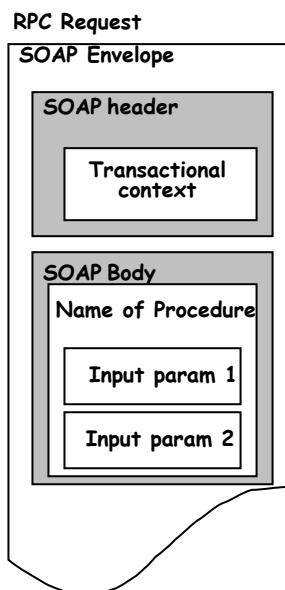 RPC Request
SOAP Envelope
SOAP header
Transactional
context
SOAP Body
Name of Procedure
Input param 1
Input param 2